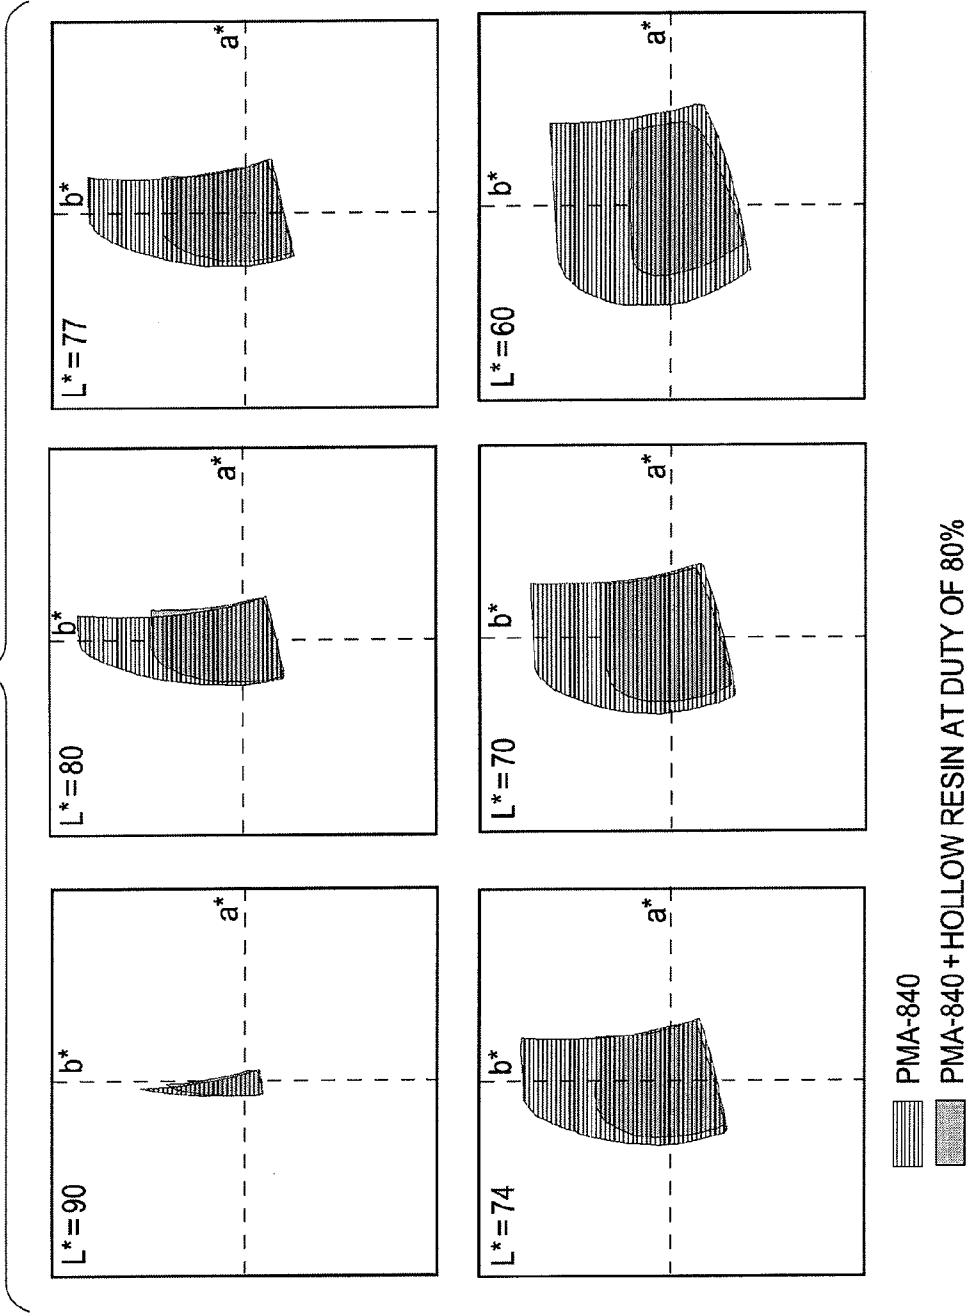 L*=90
b*
a*
L*=80
b*
a*
L*=77
b*
a*
L*=74
b*
a*
L*=70
b*
a*
L*=60
b*
a*
PMA-840
PMA-840+HOLLOW RESIN AT DUTY OF 80%